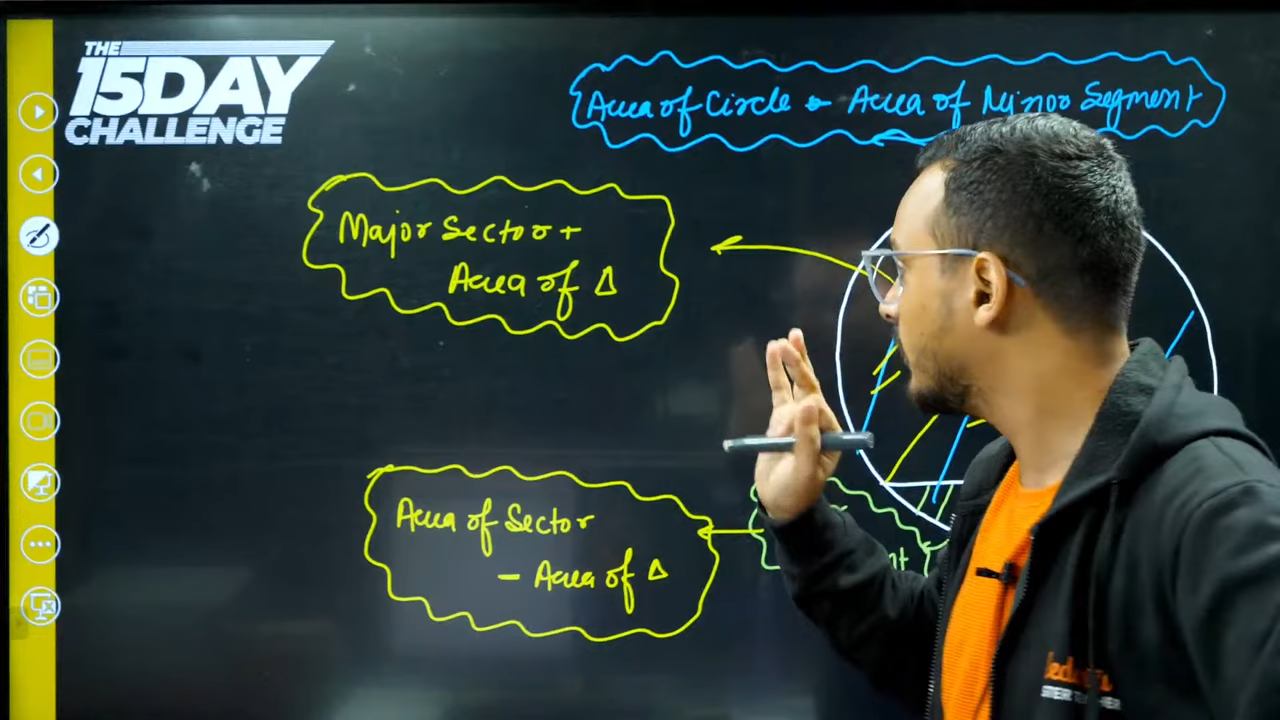 THE
15DAY
CHALLENGE
Area of Circle - Area of Minor Segment
Major Sector +
Area of Δ
Area of Sector
- Area of Δ